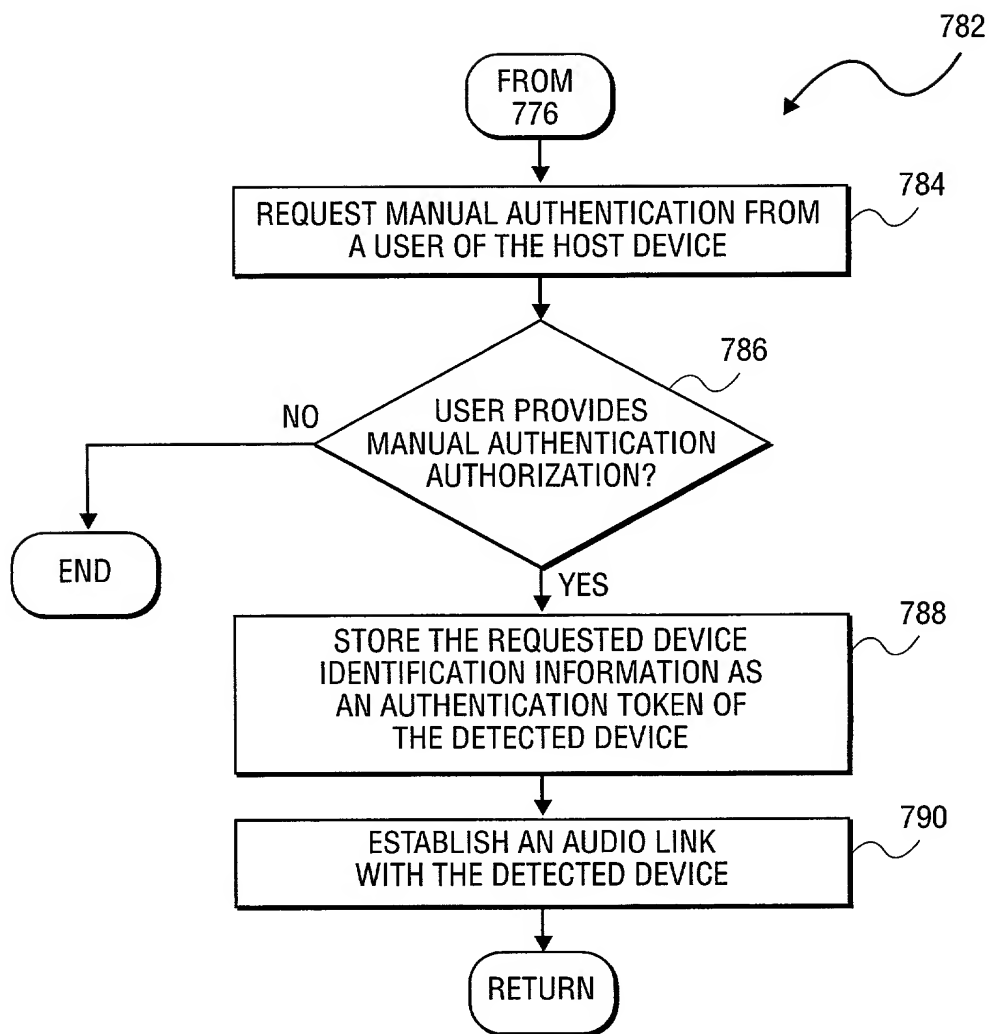 782
FROM
776
784
REQUEST MANUAL AUTHENTICATION FROM
A USER OF THE HOST DEVICE
786
NO
USER PROVIDES
MANUAL AUTHENTICATION
AUTHORIZATION?
END
YES
788
STORE THE REQUESTED DEVICE
IDENTIFICATION INFORMATION AS
AN AUTHENTICATION TOKEN OF
THE DETECTED DEVICE
790
ESTABLISH AN AUDIO LINK
WITH THE DETECTED DEVICE
RETURN